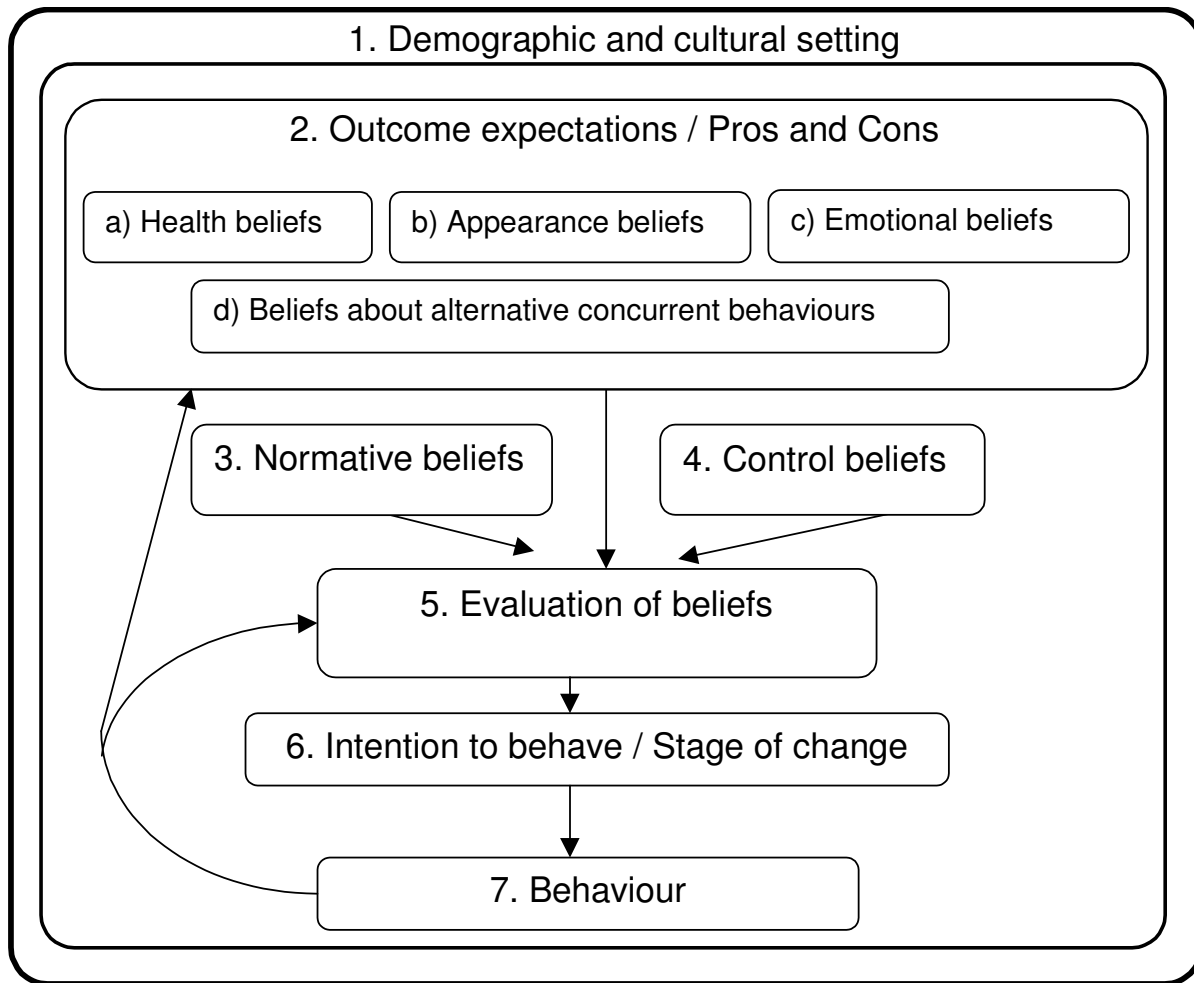 1. Demographic and cultural setting
2. Outcome expectations / Pros and Cons
a) Health beliefs
b) Appearance beliefs
c) Emotional beliefs
d) Beliefs about alternative concurrent behaviours
3. Normative beliefs
4. Control beliefs
5. Evaluation of beliefs
6. Intention to behave / Stage of change
7. Behaviour